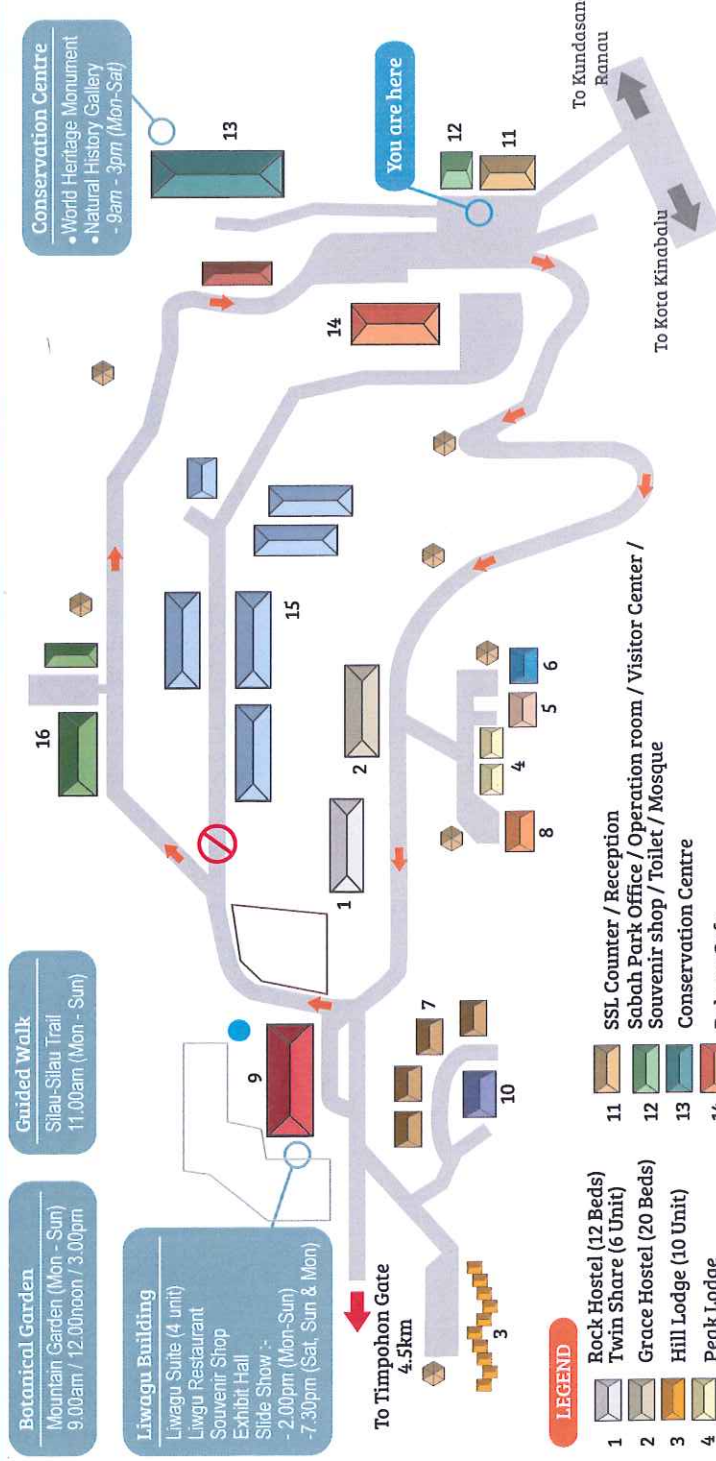 Botanical Garden
Mountain Garden (Mon - Sun)
9.00am / 12.00noon / 3.00pm
Guided Walk
Silau-Silau Trail
11.00am (Mon - Sun)
Conservation Centre
• World Heritage Monument
• Natural History Gallery
- 9am - 3pm (Mon-Sat)
Liwagu Building
Liwagu Suite (4 unit)
Liwgu Restaurant
Souvenir Shop
Exhibit Hall
Slide Show :-
- 2.00pm (Mon-Sun)
-7.30pm (Sat, Sun & Mon)
You are here
To Kundasan
Ranau
To Kota Kinabalu
To Timpohon Gate
4.5km
16
13
12
11
14
15
9
1
2
7
10
3
8
4
5
6
LEGEND
1 Rock Hostel (12 Beds)
Twin Share (6 Unit)
2 Grace Hostel (20 Beds)
3 Hill Lodge (10 Unit)
4 Peak Lodge
11 SSL Counter / Reception
12 Sabah Park Office / Operation room / Visitor Center /
Souvenir shop / Toilet / Mosque
13 Conservation Centre
14